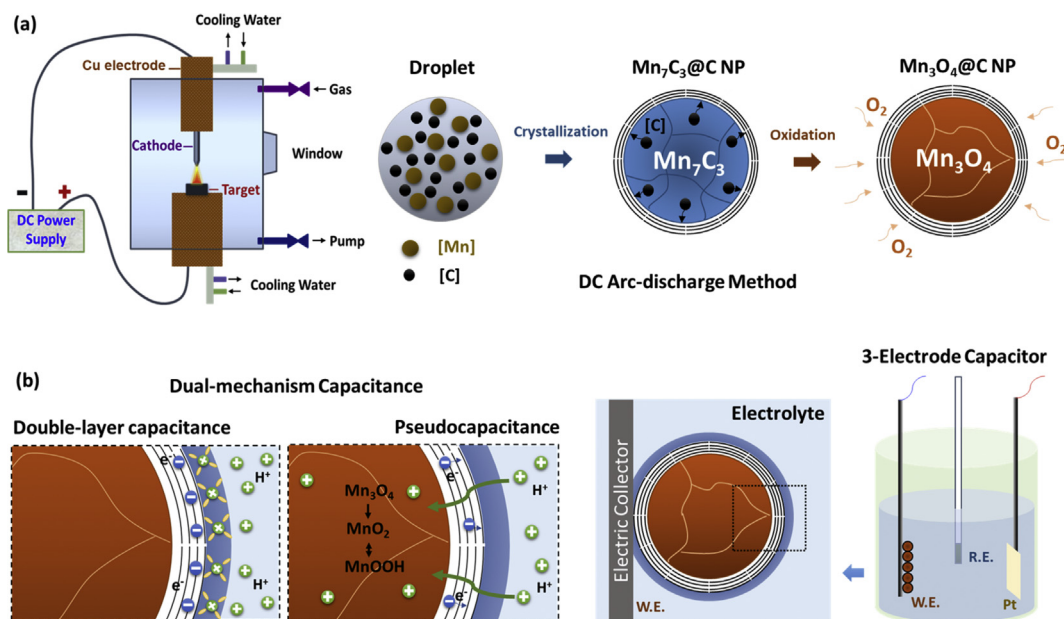 (a)
Cooling Water
Cu electrode
Gas
Cathode
Window
Target
-
+
DC Power
Supply
Pump
Cooling Water
Droplet
[Mn]
[C]
Crystallization
Mn₇C₃@C NP
[C]
Mn₇C₃
Oxidation
Mn₃O₄@C NP
O₂
O₂
O₂
O₂
Mn₃O₄
DC Arc-discharge Method
(b)
Dual-mechanism Capacitance
Double-layer capacitance
e⁻
H⁺
e⁻
H⁺
Pseudocapacitance
e⁻
H⁺
Mn₃O₄
MnO₂
MnOOH
e⁻
H⁺
Electrolyte
Electric Collector
W.E.
3-Electrode Capacitor
R.E.
W.E.
Pt